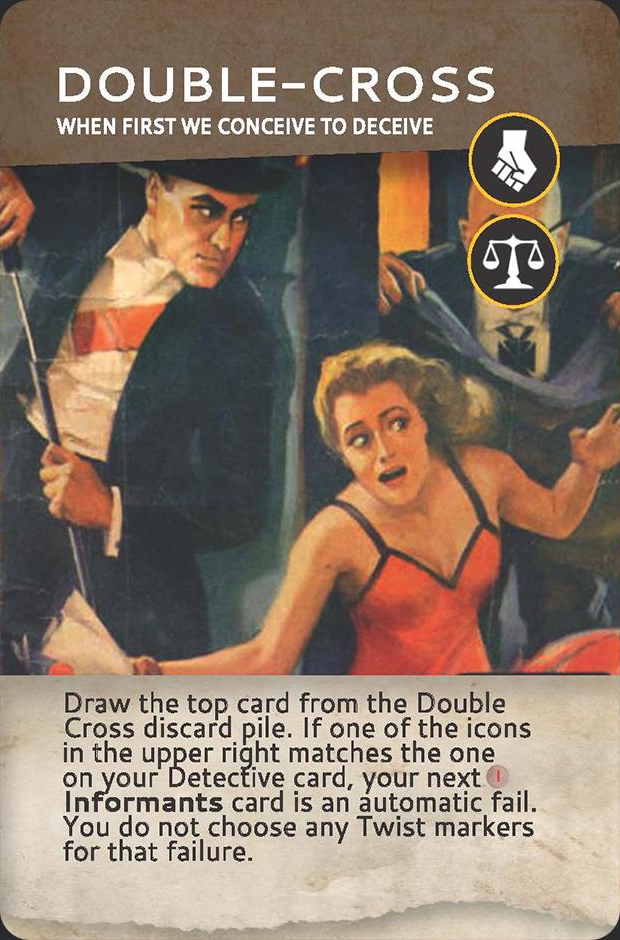 DOUBLE-CROSS
WHEN FIRST WE CONCEIVE TO DECEIVE
Draw the top card from the Double
Cross discard pile. If one of the icons
in the upper right matches the one
on your Detective card, your next I
Informants card is an automatic fail.
You do not choose any Twist markers
for that failure.